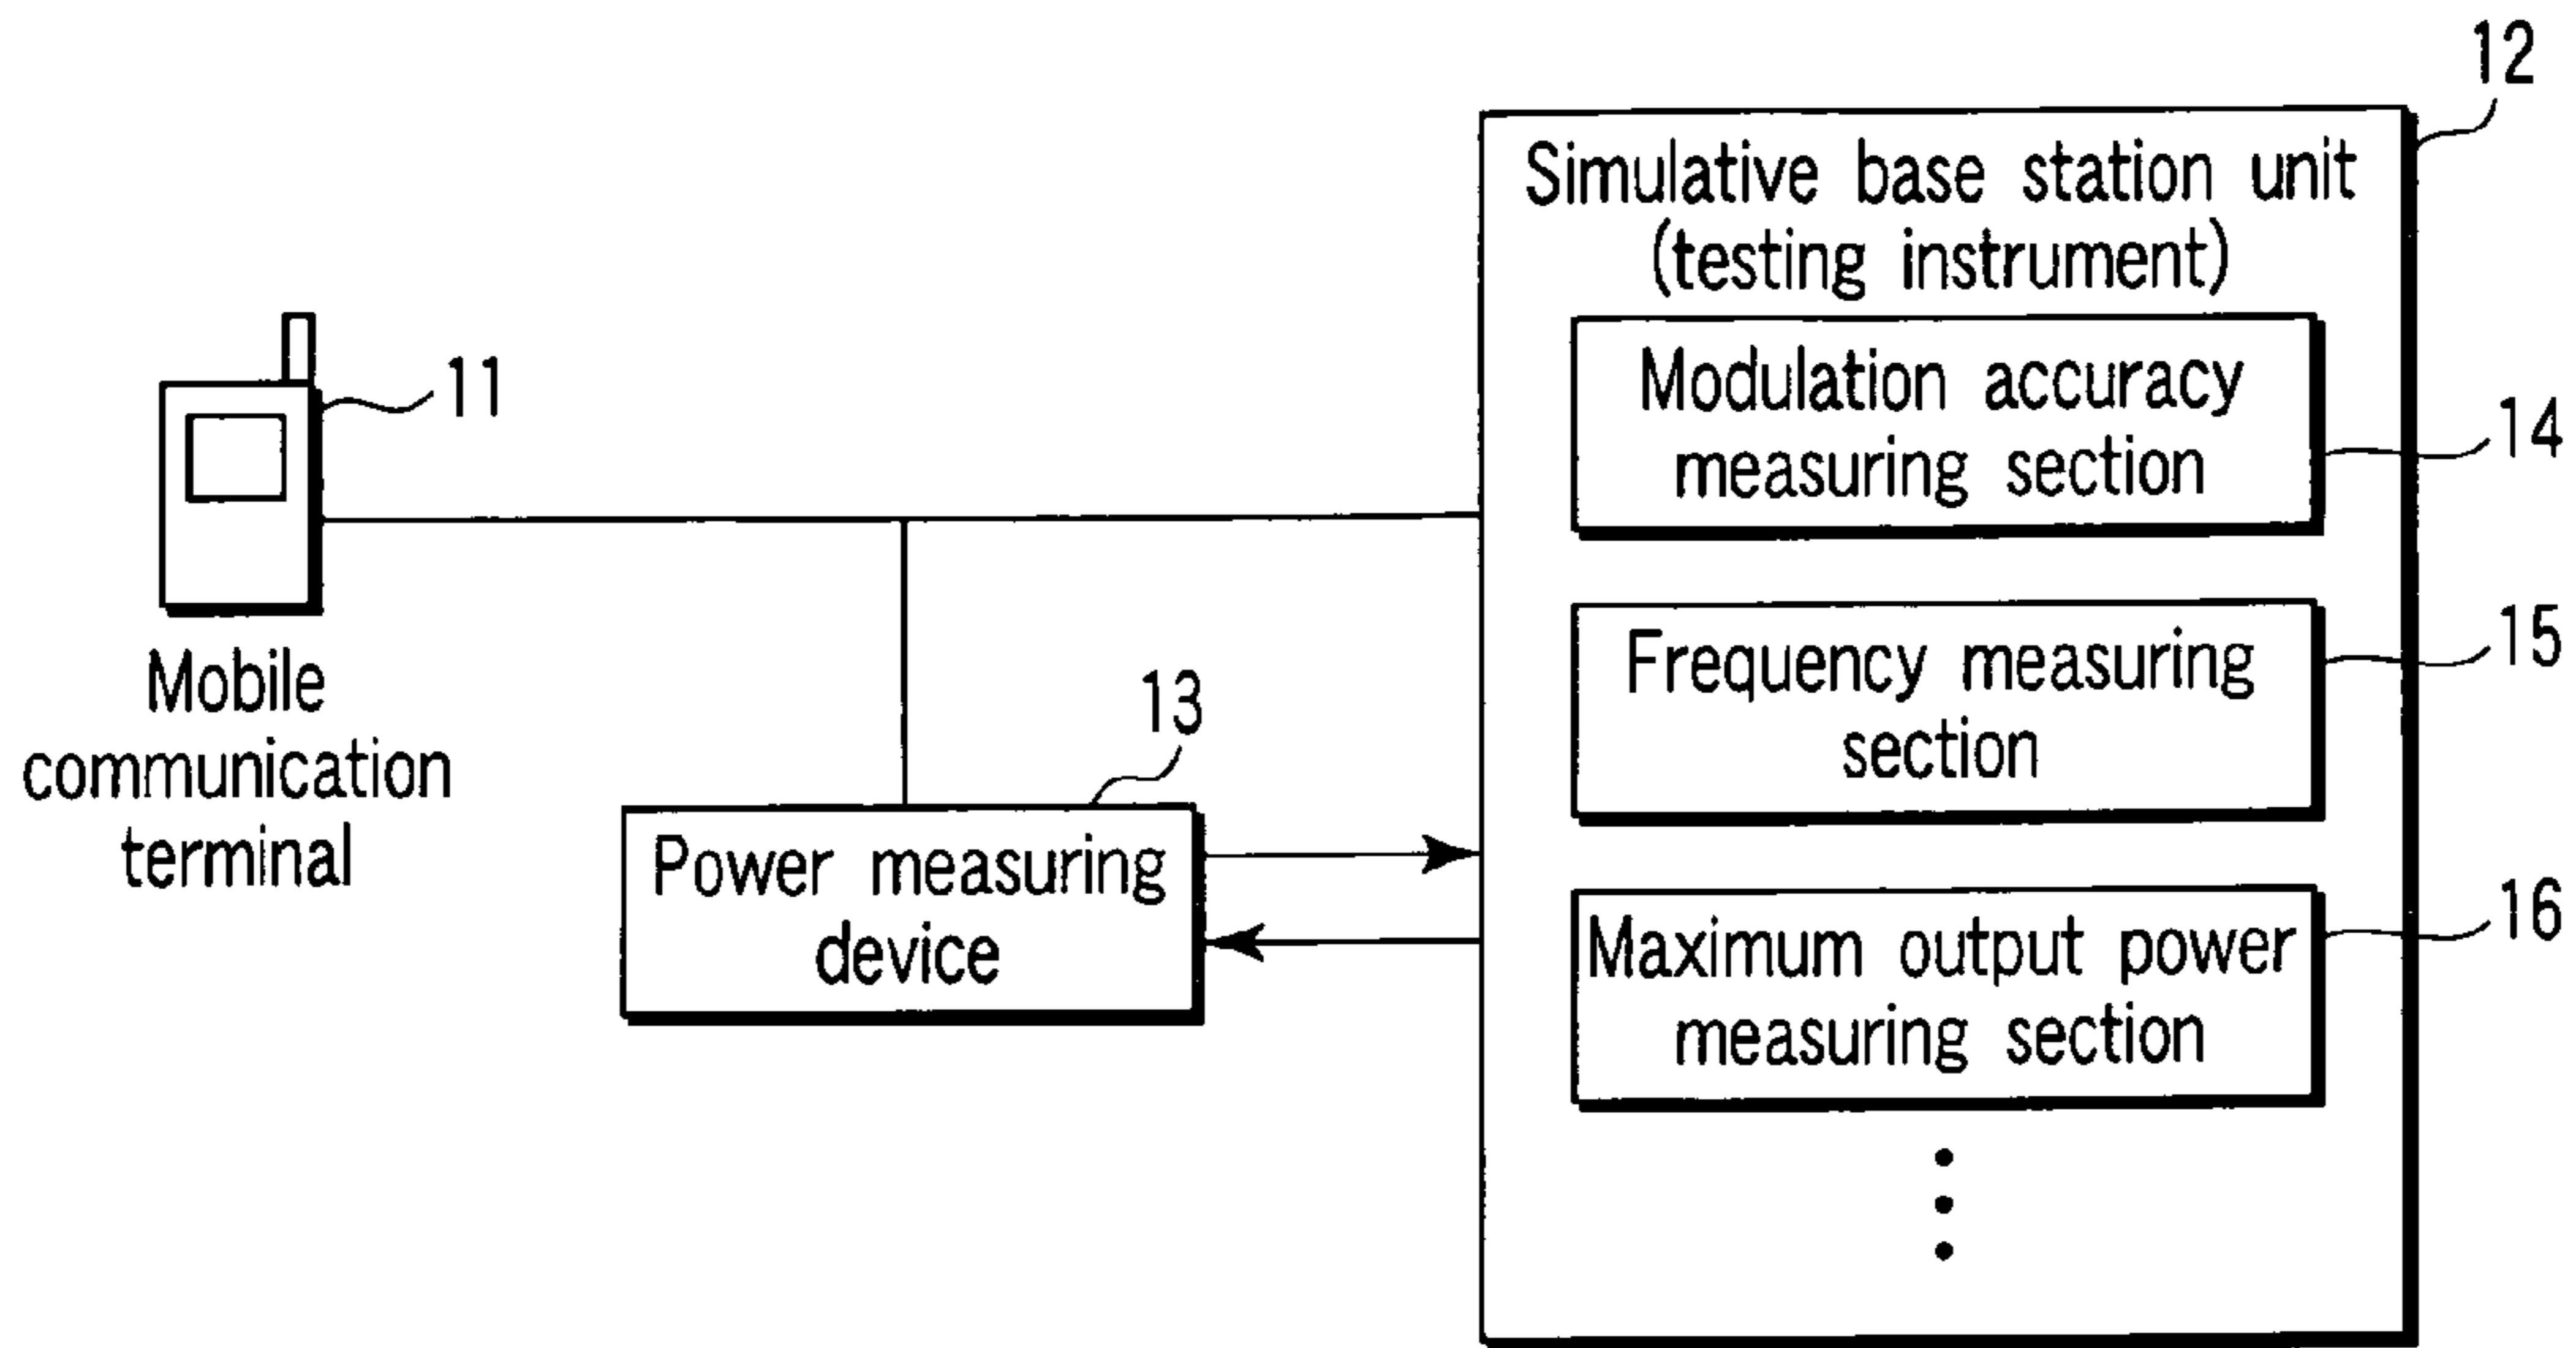 12
Simulative base station unit
(testing instrument)
11
Modulation accuracy
measuring section
14
Mobile
communication
terminal
13
Power measuring
device
Frequency measuring
section
15
Maximum output power
measuring section
16